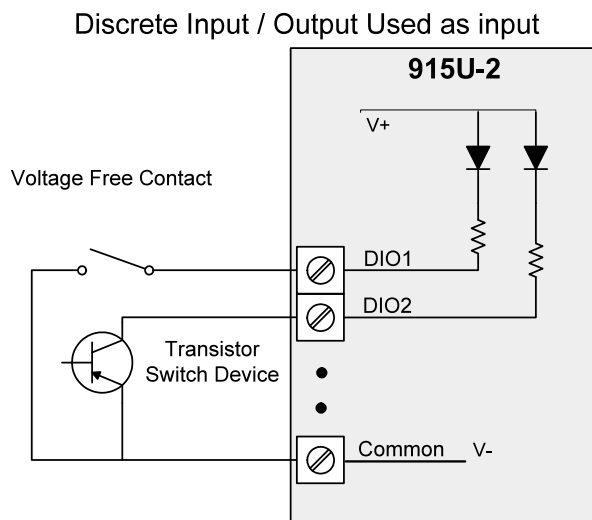 Discrete Input / Output Used as input
915U-2
V+
Voltage Free Contact
DIO1
DIO2
Transistor
Switch Device
Common
V-